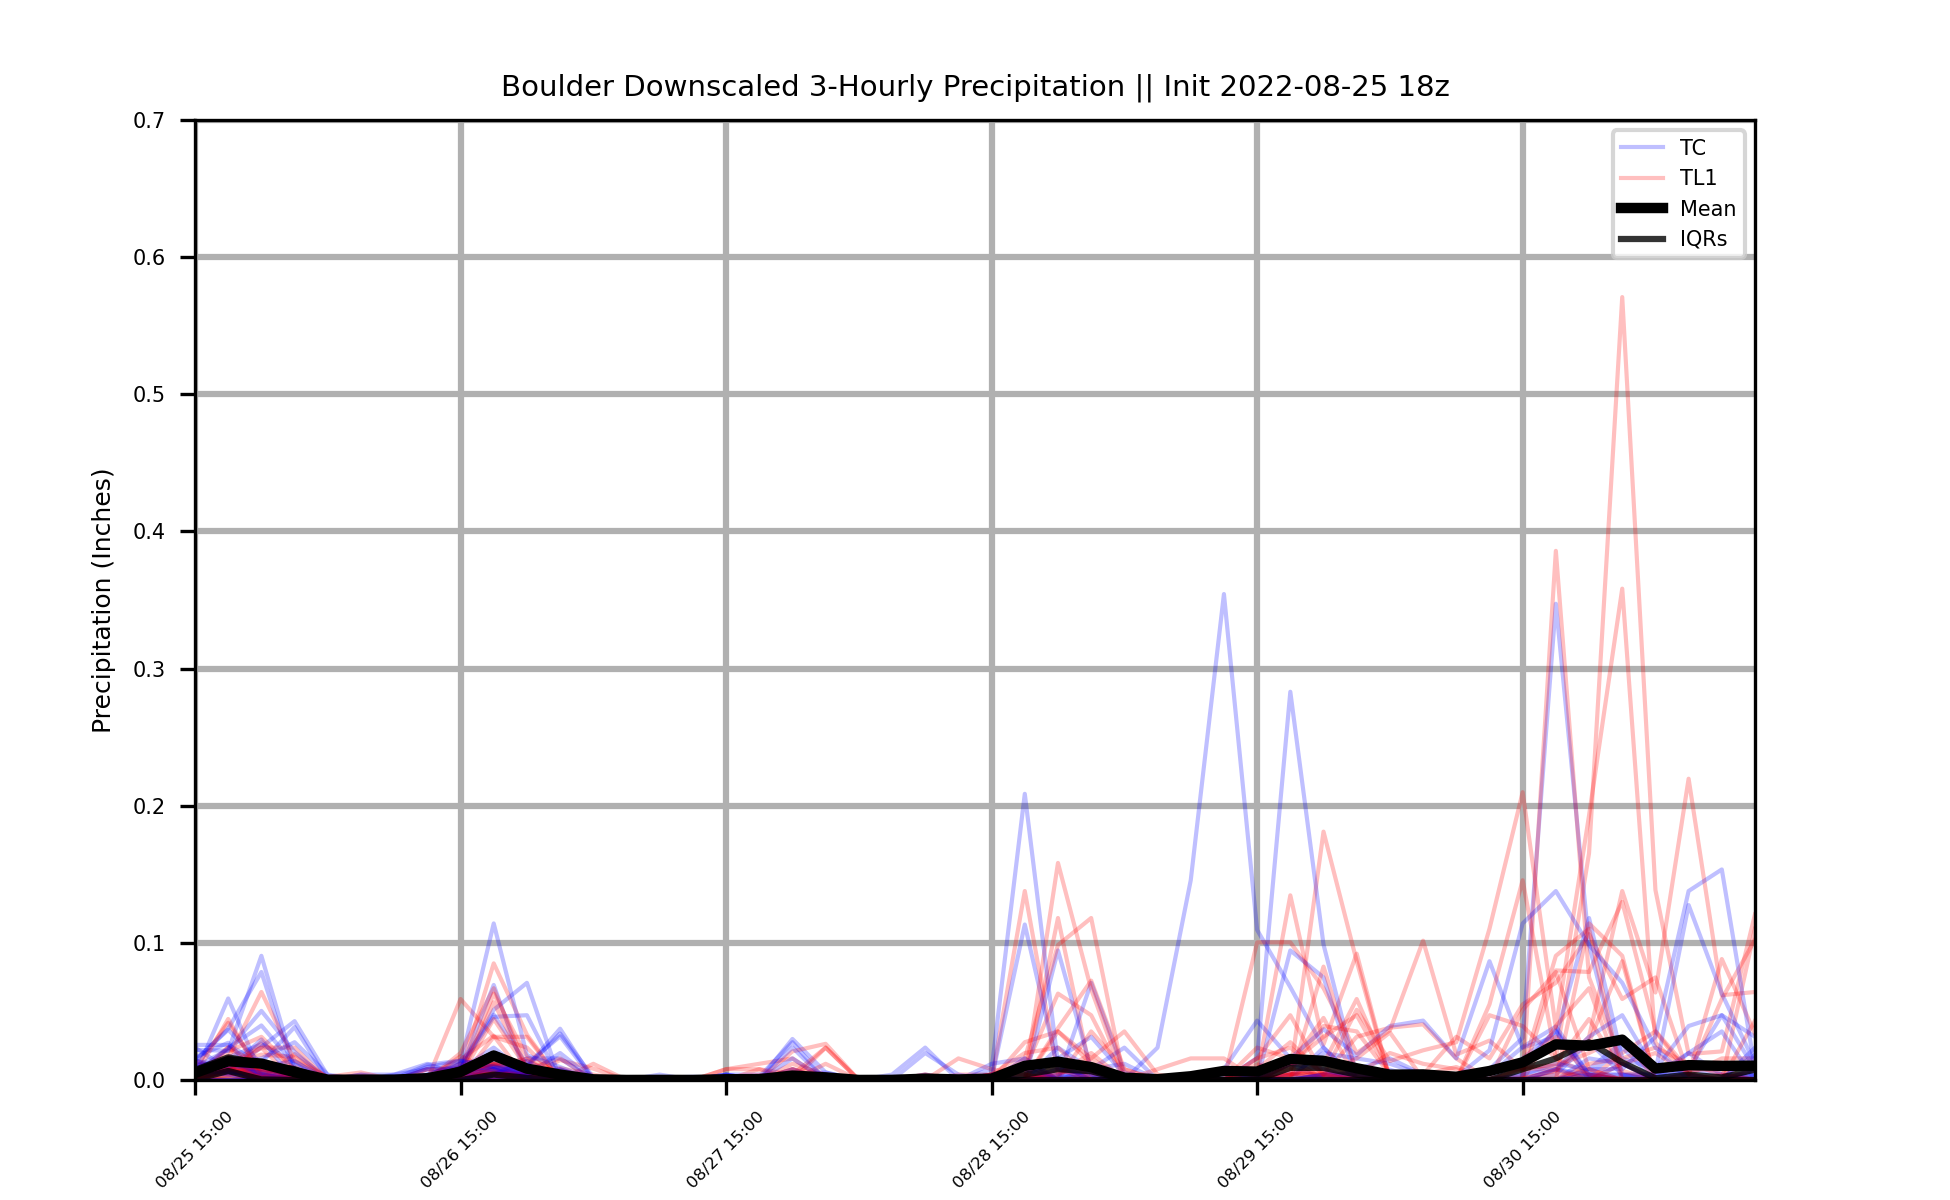 Boulder Downscaled 3-Hourly Precipitation || Init 2022-08-25 18z
TC
TL1
Mean
IQRs
Precipitation (Inches)
0.7
0.6
0.5
0.4
0.3
0.2
0.1
0.0
08/25 15:00
08/26 15:00
08/27 15:00
08/28 15:00
08/29 15:00
08/30 15:00